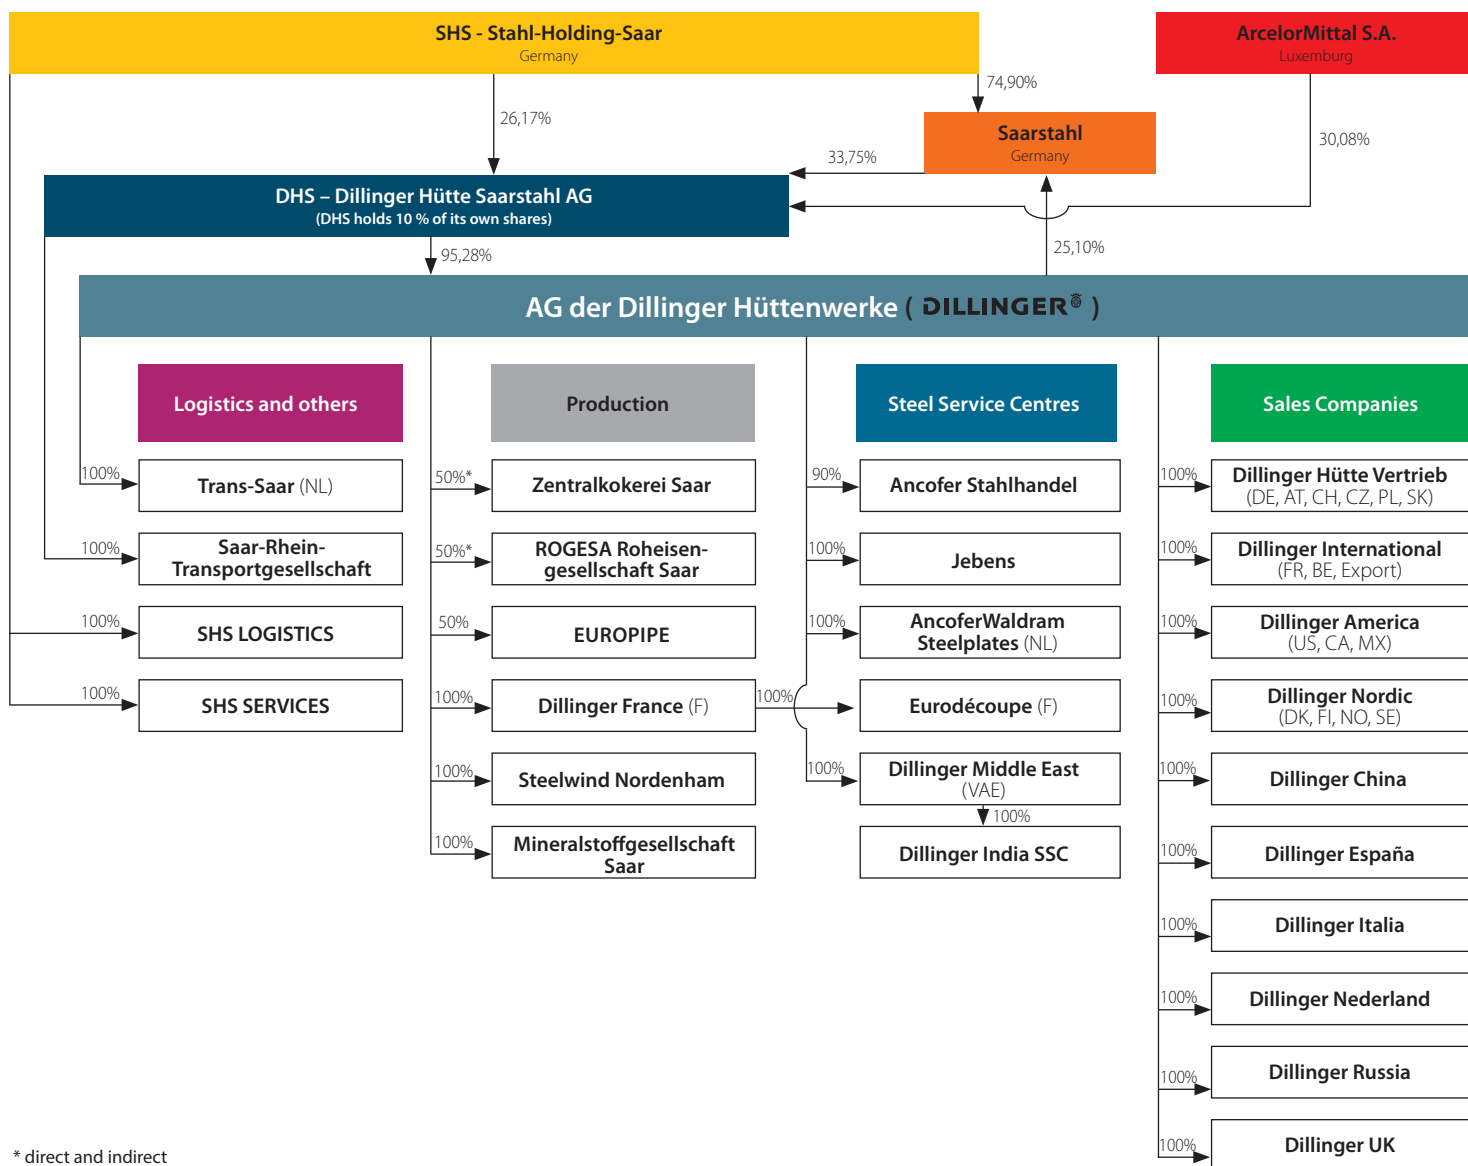 SHS - Stahl-Holding-Saar
Germany
ArcelorMittal S.A.
Luxemburg
74,90%
26,17%
Saarstahl
Germany
30,08%
33,75%
DHS – Dillinger Hütte Saarstahl AG
(DHS holds 10 % of its own shares)
95,28%
25,10%
AG der Dillinger Hüttenwerke ( DILLINGER )
Logistics and others
100%
Trans-Saar (NL)
100%
Saar-Rhein-
Transportgesellschaft
100%
SHS LOGISTICS
100%
SHS SERVICES
Production
50%*
Zentralkokerei Saar
50%*
ROGESA Roheisen-
gesellschaft Saar
50%
EUROPIPE
100%
Dillinger France (F)
100%
Steelwind Nordenham
100%
Mineralstoffgesellschaft
Saar
Steel Service Centres
90%
Ancofer Stahlhandel
100%
Jebens
100%
AncoferWaldram
Steelplates (NL)
100%
Eurodécoupe (F)
100%
Dillinger Middle East
(VAE)
100%
Dillinger India SSC
Sales Companies
100%
Dillinger Hütte Vertrieb
(DE, AT, CH, CZ, PL, SK)
100%
Dillinger International
(FR, BE, Export)
100%
Dillinger America
(US, CA, MX)
100%
Dillinger Nordic
(DK, FI, NO, SE)
100%
Dillinger China
100%
Dillinger España
100%
Dillinger Italia
100%
Dillinger Nederland
100%
Dillinger Russia
100%
Dillinger UK
* direct and indirect